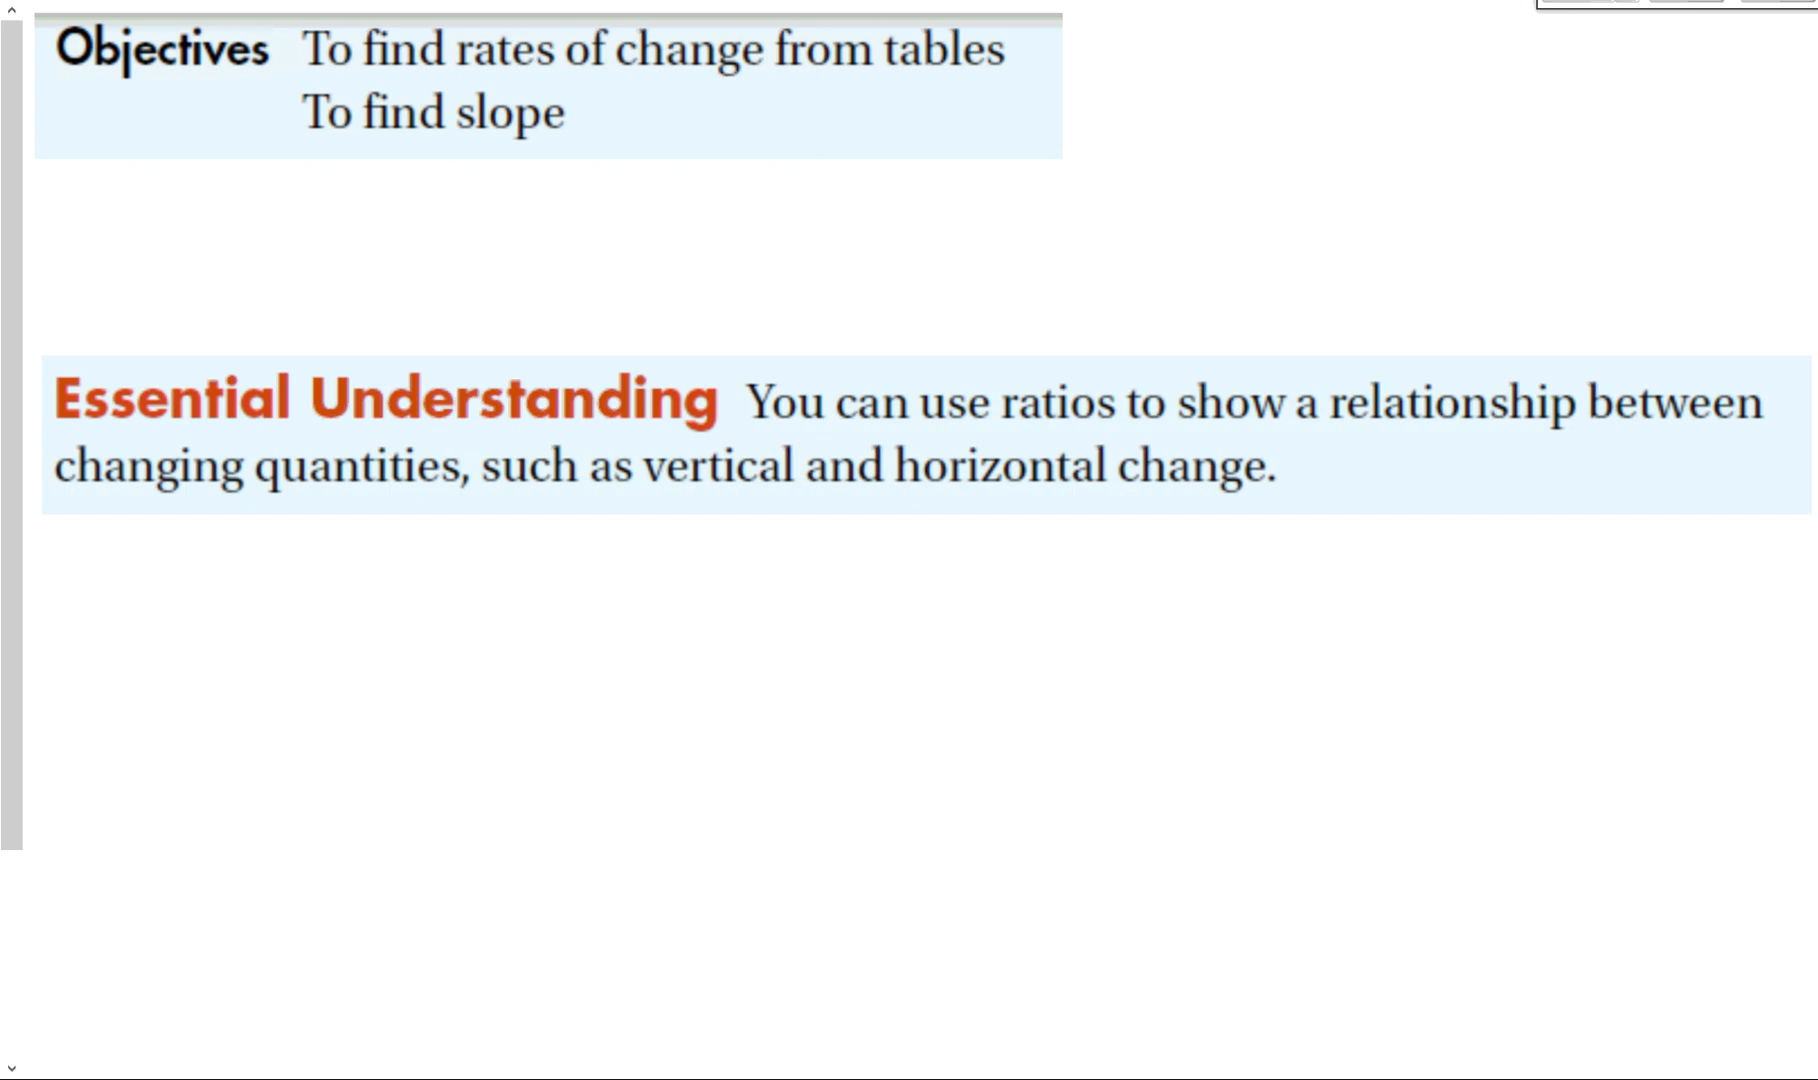 Objectives To find rates of change from tables
To find slope
Essential Understanding You can use ratios to show a relationship between
changing quantities, such as vertical and horizontal change.